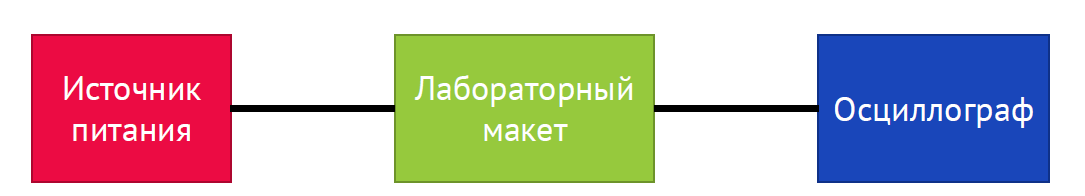 Источник
питания
Лабораторный
макет
Осциллограф